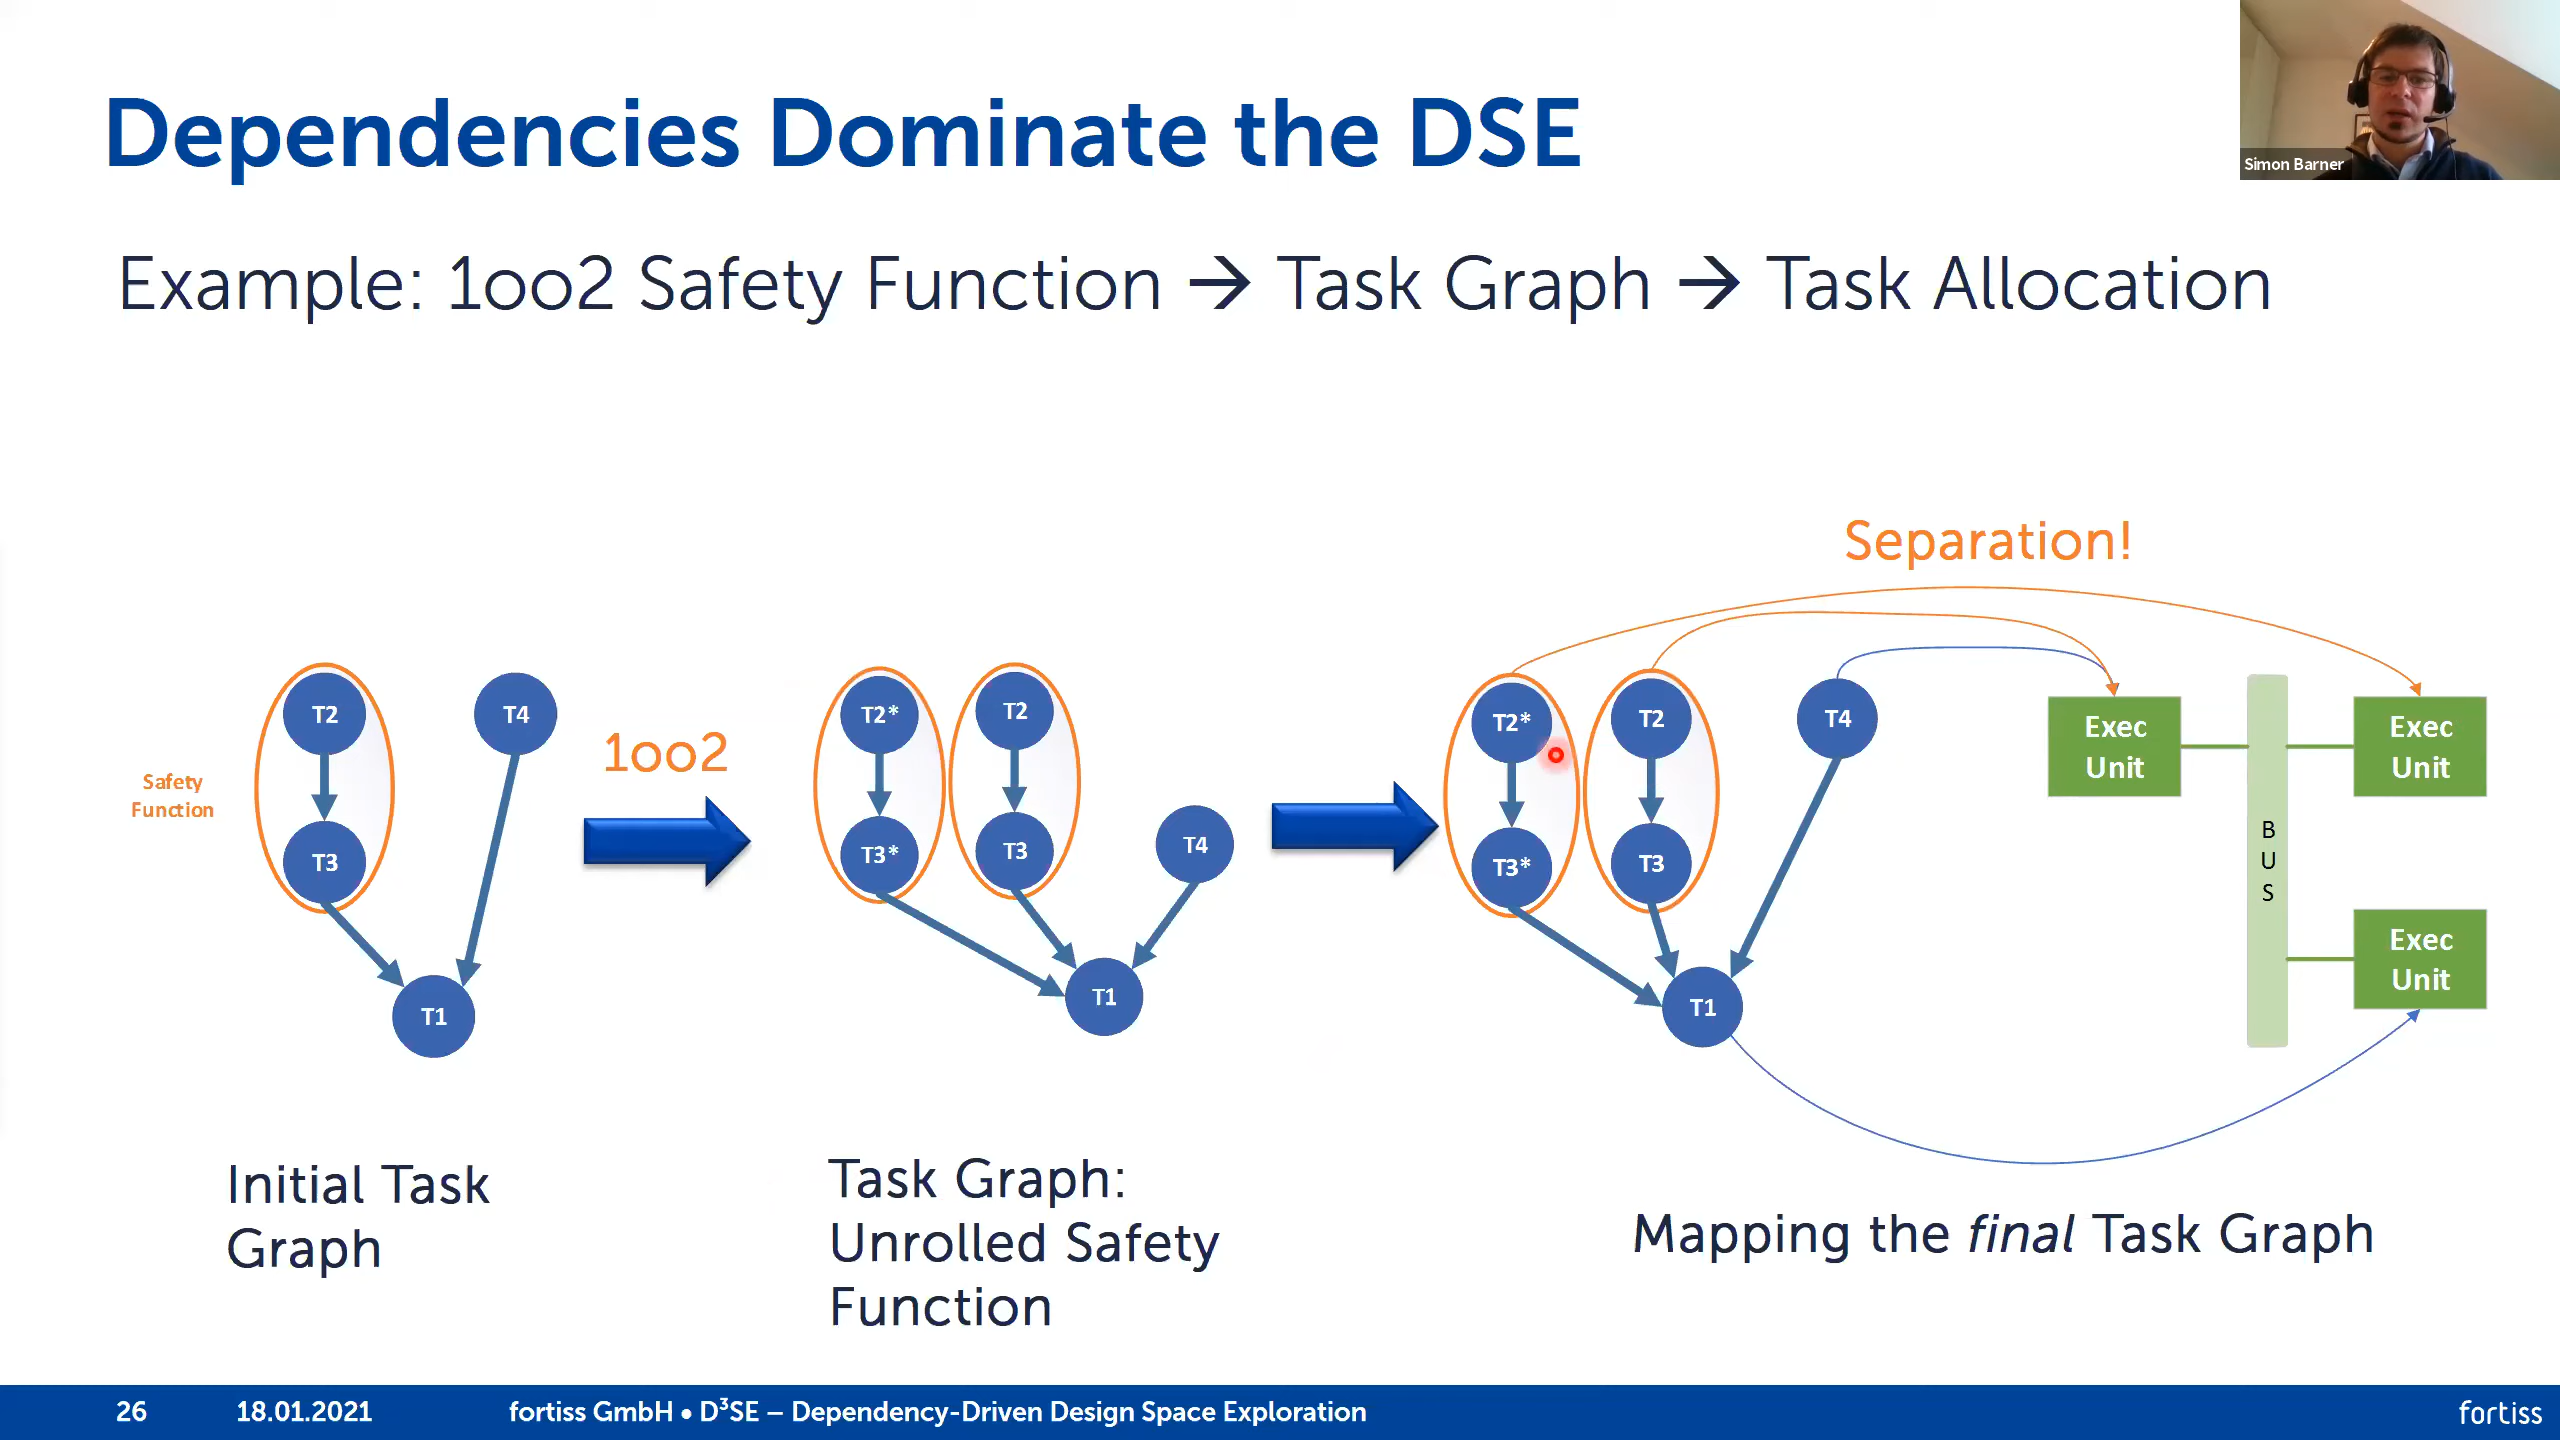 Dependencies Dominate the DSE
Simon Barner
Example: 1oo2 Safety Function → Task Graph → Task Allocation
Safety
Function
T2
T3
T4
T1
1oo2
T2*
T3*
T2
T3
T4
T1
Separation!
T2*
T3*
T2
T3
T4
T1
Exec
Unit
B
U
S
Exec
Unit
Exec
Unit
Initial Task
Graph
Task Graph:
Unrolled Safety
Function
Mapping the final Task Graph
26 18.01.2021 fortiss GmbH • D³SE – Dependency-Driven Design Space Exploration fortiss